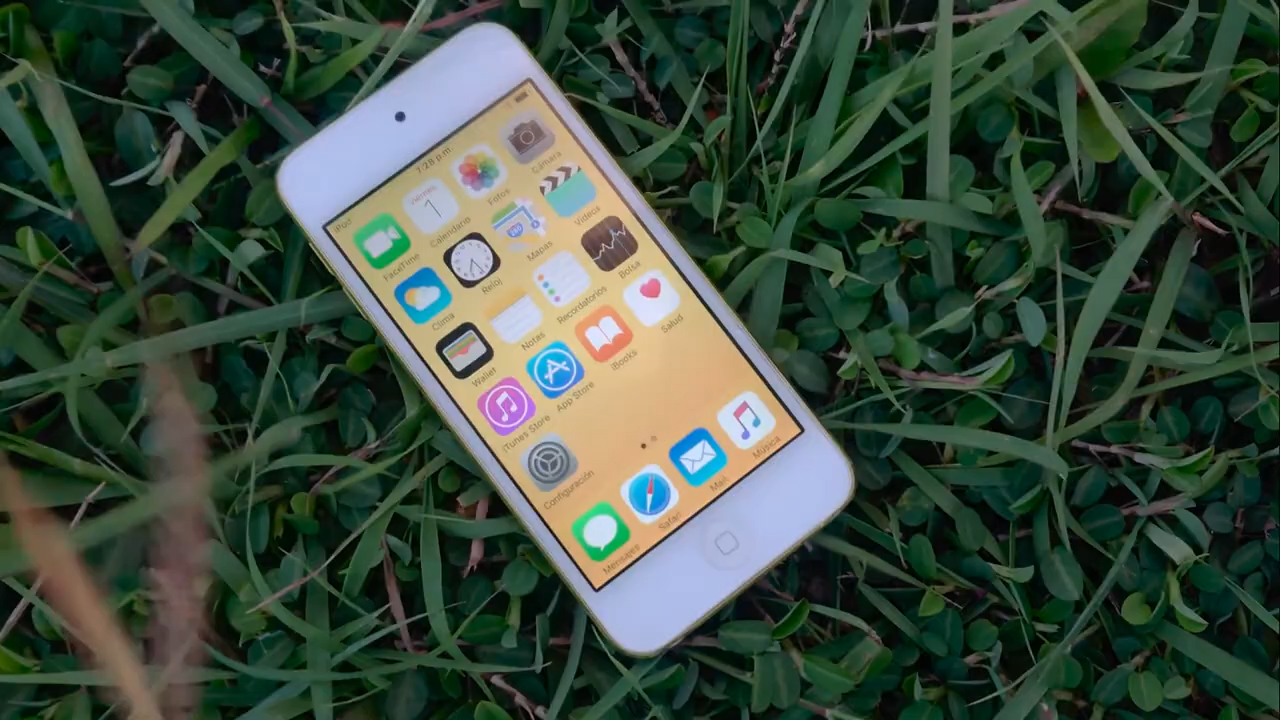 iPod
7:28 p.m.
FaceTime
viernes
1
Calendario
Fotos
Cámara
Clima
Reloj
Mapas
Videos
Wallet
Notas
Recordatorios
Bolsa
iTunes Store
App Store
iBooks
Salud
Configuración
Mensajes
Safari
Mail
Música